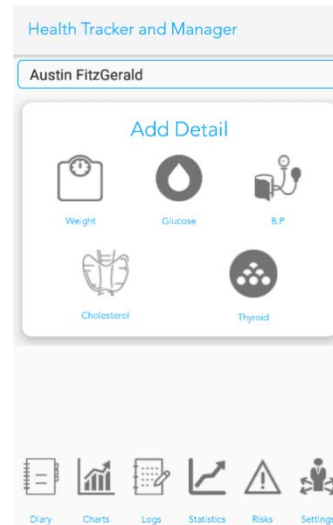 Health Tracker and Manager
Austin FitzGerald
Add Detail
Weight Glucose B.P
Cholesterol Thyroid
Diary Charts Logs Statistics Risks Settings